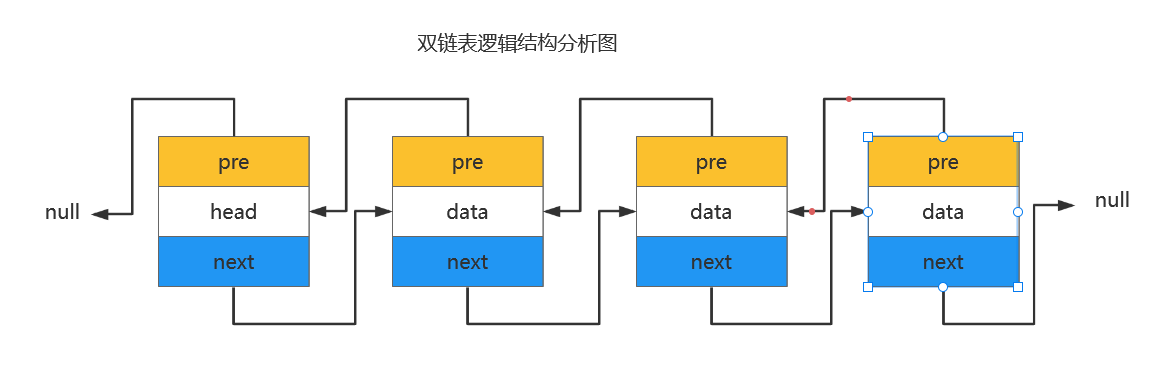 双链表逻辑结构分析图
pre pre pre pre
null head data data data null
next next next next